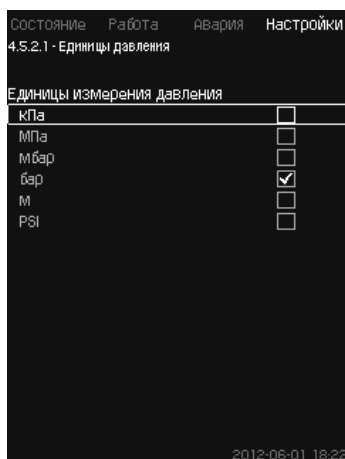 Состояние Работа Авария Настройки
4.5.2.1 - Единицы давления
Единицы измерения давления
кПа
МПа
мбар
бар
м
PSI
2012-06-01 18:22